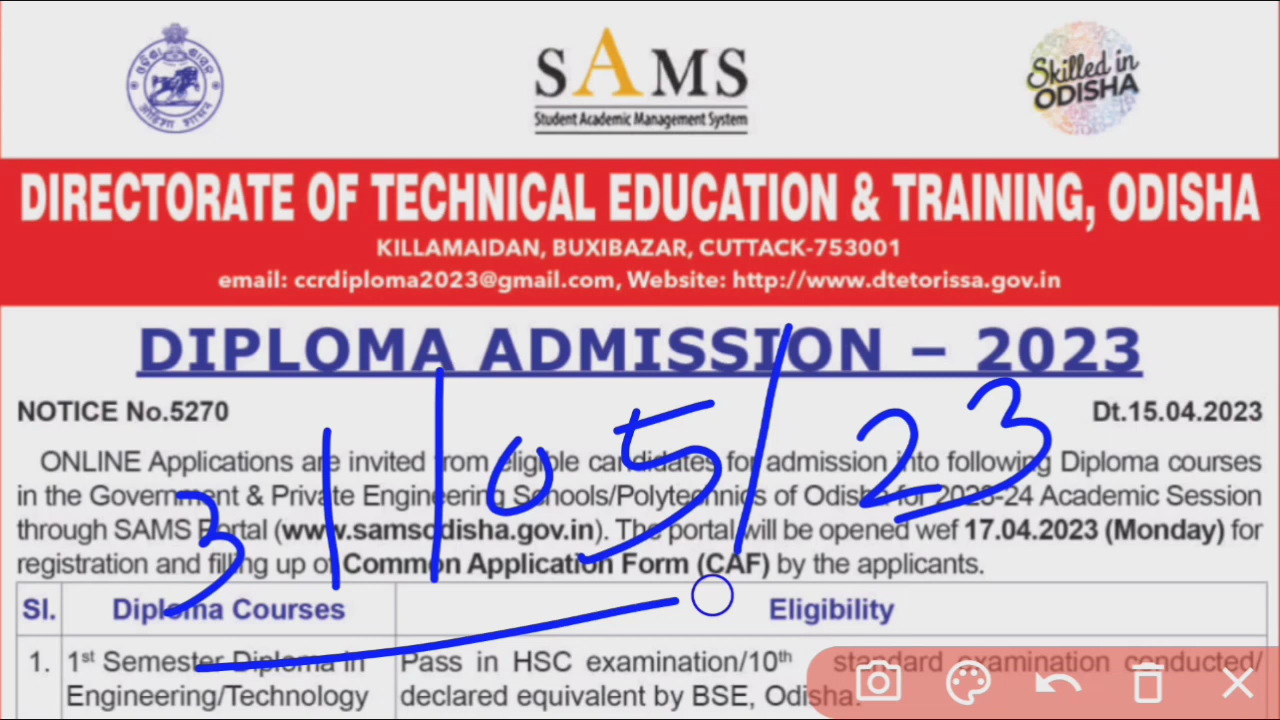 ଓଡ଼ିଶା ଶାସନ
ओड़िशा शासन
SAMS
Student Academic Management System
Skilled in
ODISHA
DIRECTORATE OF TECHNICAL EDUCATION & TRAINING, ODISHA
KILLAMAIDAN, BUXIBAZAR, CUTTACK-753001
email: ccrdiploma2023@gmail.com, Website: http://www.dtetorissa.gov.in
DIPLOMA ADMISSION – 2023
NOTICE No.5270 Dt.15.04.2023
31/05/23
ONLINE Applications are invited from eligible candidates for admission into following Diploma courses
in the Government & Private Engineering Schools/Polytechnics of Odisha for 2023-24 Academic Session
through SAMS Portal (www.samsodisha.gov.in). The portal will be opened wef 17.04.2023 (Monday) for
registration and filling up of Common Application Form (CAF) by the applicants.
Sl. Diploma Courses Eligibility
1. 1st Semester Diploma in Pass in HSC examination/10th standard examination conducted/
Engineering/Technology declared equivalent by BSE, Odisha.